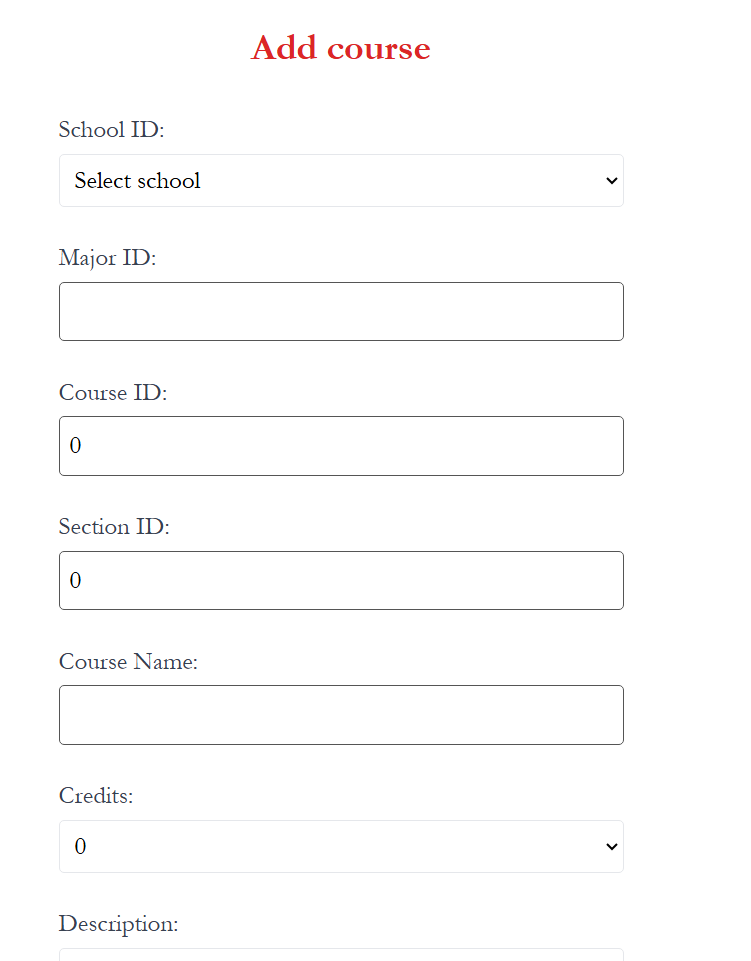 Add course
School ID:
Select school
Major ID:
Course ID:
0
Section ID:
0
Course Name:
Credits:
0
Description: